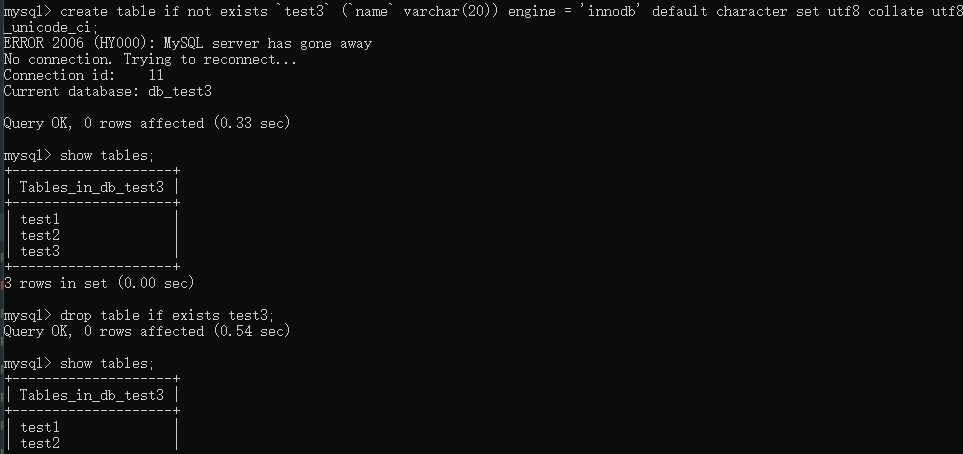 mysql> create table if not exists `test3` (`name` varchar(20)) engine = 'innodb' default character set utf8 collate utf8
_unicode_ci;
ERROR 2006 (HY000): MySQL server has gone away
No connection. Trying to reconnect...
Connection id:    11
Current database: db_test3

Query OK, 0 rows affected (0.33 sec)

mysql> show tables;
+--------------------+
| Tables_in_db_test3 |
+--------------------+
| test1              |
| test2              |
| test3              |
+--------------------+
3 rows in set (0.00 sec)

mysql> drop table if exists test3;
Query OK, 0 rows affected (0.54 sec)

mysql> show tables;
+--------------------+
| Tables_in_db_test3 |
+--------------------+
| test1              |
| test2              |